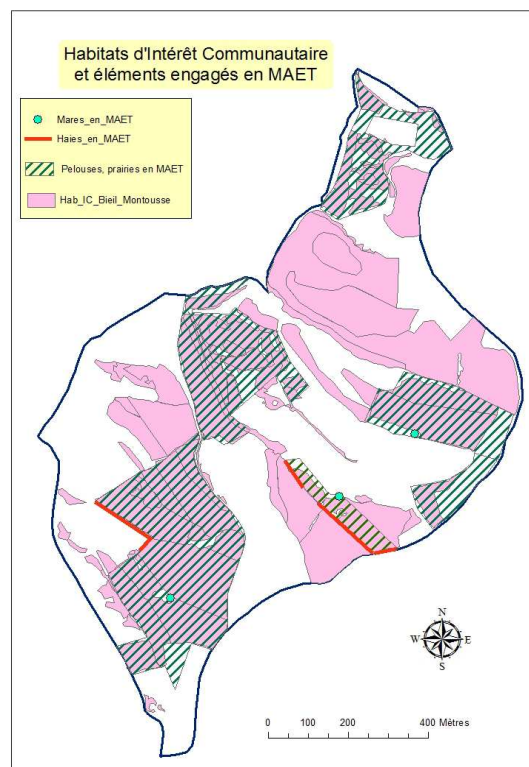 Habitats d'Intérêt Communautaire
et éléments engagés en MAET
Mares_en_MAET
Haies_en_MAET
Pelouses, prairies en MAET
Hab_IC_Bieil_Montousse
N
W E
S
0 100 200 400 Mètres